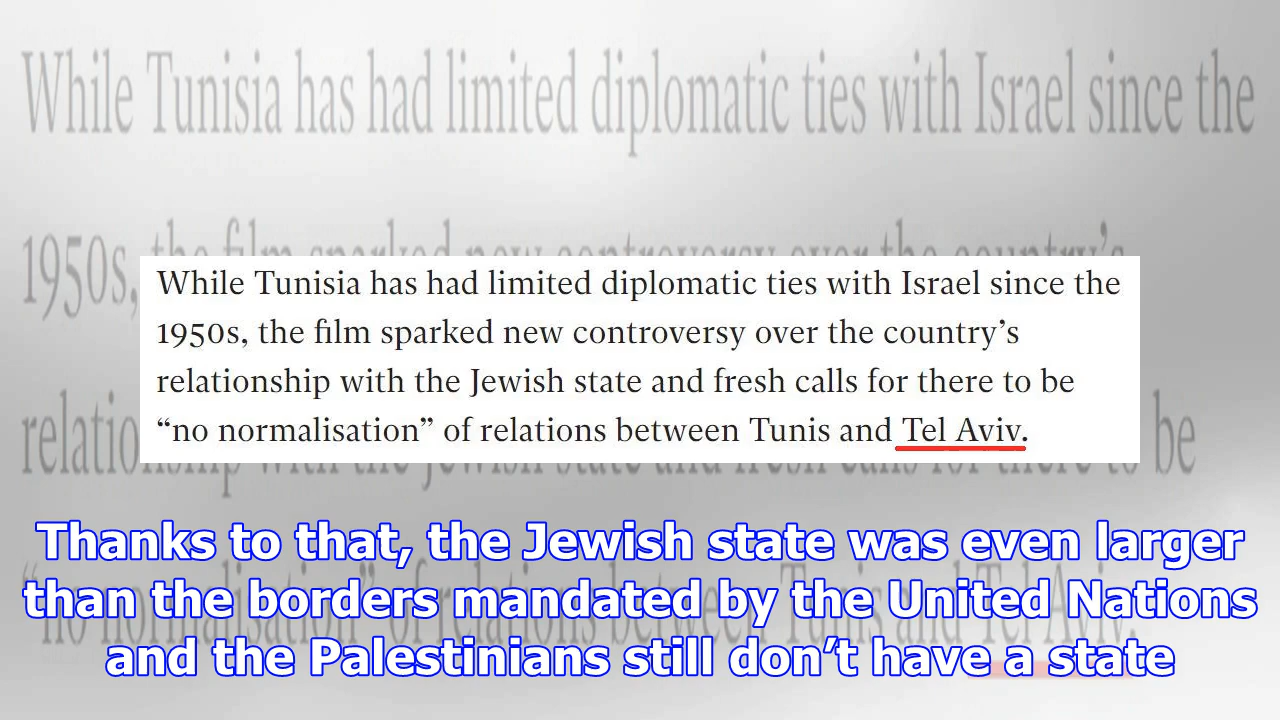 While Tunisia has had limited diplomatic ties with Israel since the
While Tunisia has had limited diplomatic ties with Israel since the
1950s, the film sparked new controversy over the country’s
relationship with the Jewish state and fresh calls for there to be
“no normalisation” of relations between Tunis and Tel Aviv.
Thanks to that, the Jewish state was even larger
than the borders mandated by the United Nations
and the Palestinians still don’t have a state